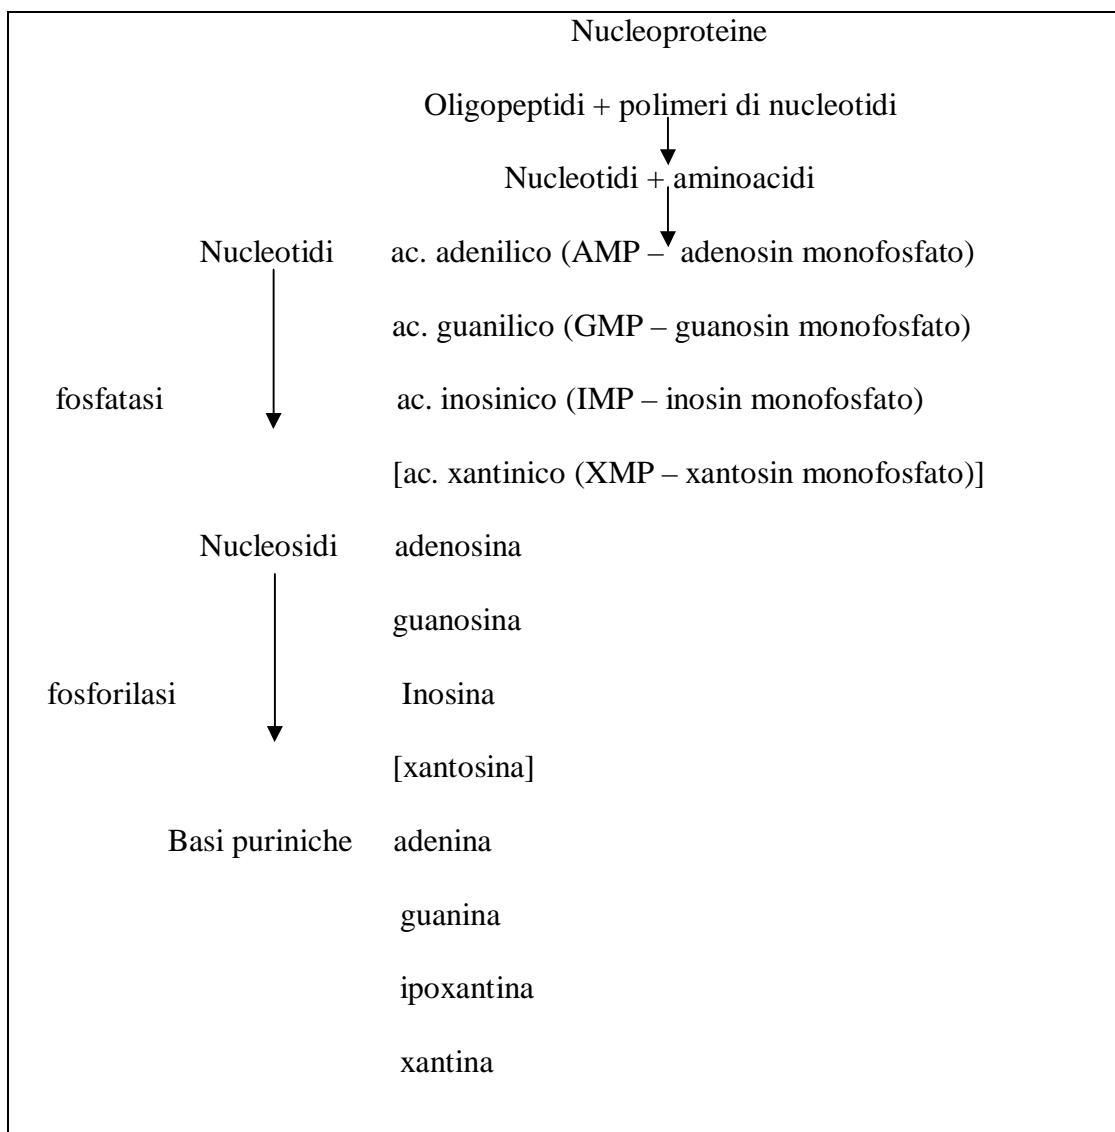 Nucleoproteine
Oligopeptidi + polimeri di nucleotidi
Nucleotidi + aminoacidi
Nucleotidi ac. adenilico (AMP – adenosin monofosfato)
ac. guanilico (GMP – guanosin monofosfato)
fosfatasi ac. inosinico (IMP – inosin monofosfato)
[ac. xantinico (XMP – xantosin monofosfato)]
Nucleosidi adenosina
guanosina
fosforilasi Inosina
[xantosina]
Basi puriniche adenina
guanina
ipoxantina
xantina